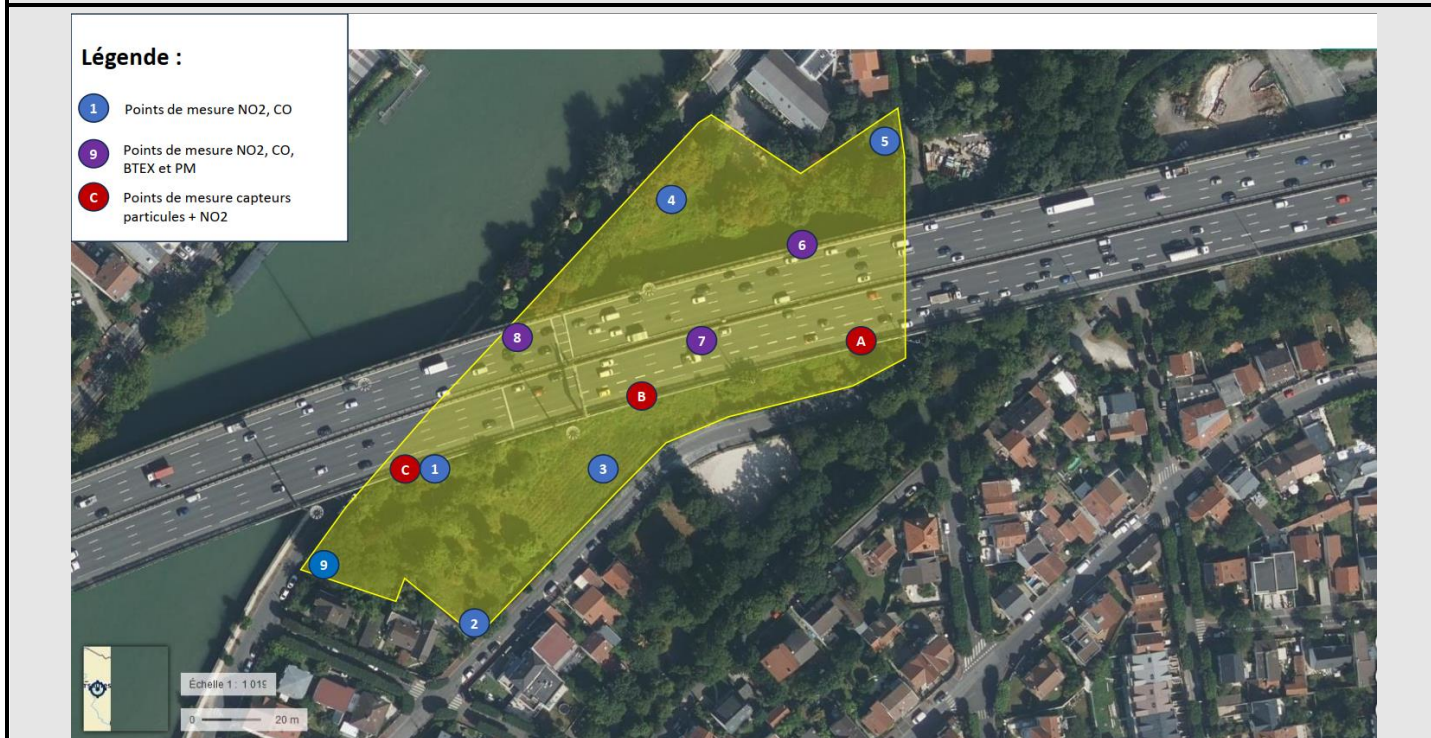 Légende :
1 Points de mesure NO2, CO
9 Points de mesure NO2, CO,
BTEX et PM
C Points de mesure capteurs
particules + NO2
5
4
6
8
7
A
B
C 1
3
9
2
Échelle 1 : 1 019
0 20 m